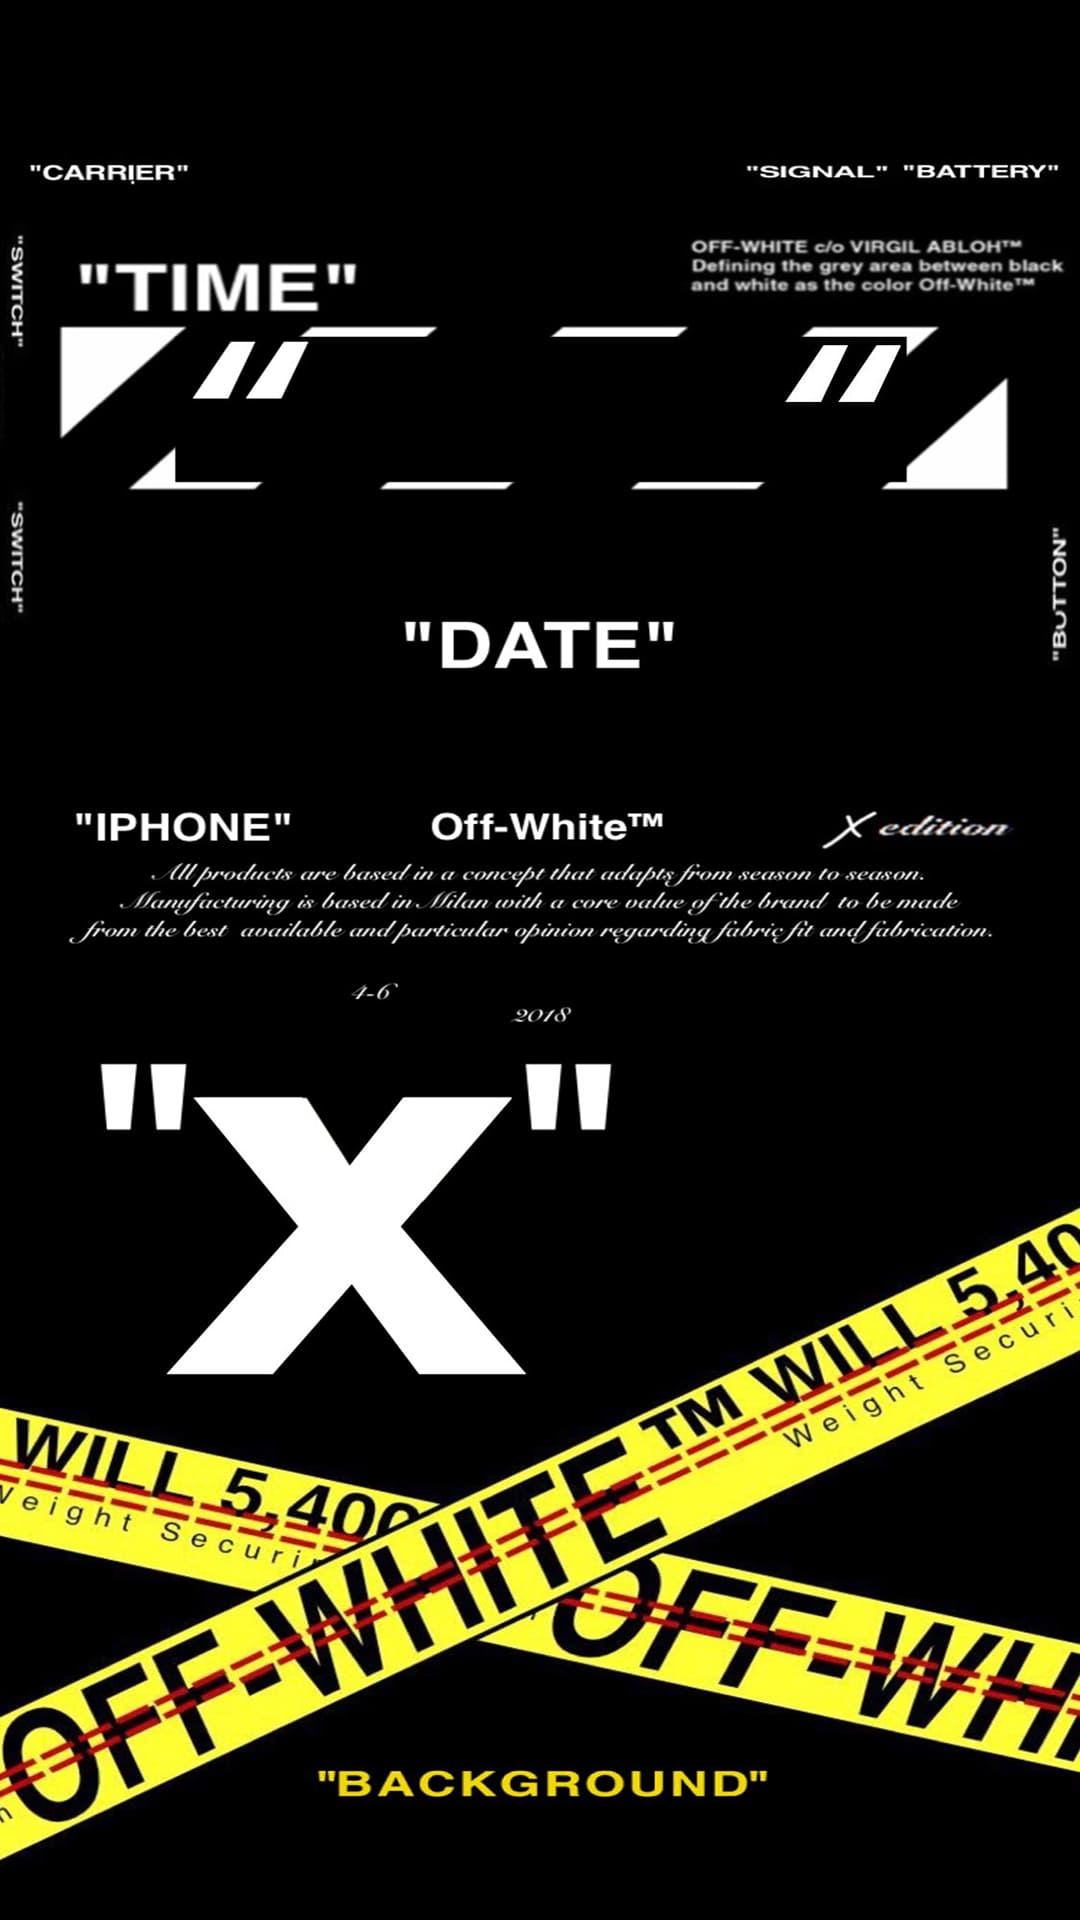 "CARRIER"
"SIGNAL" "BATTERY"
"SWITCH"
"TIME"
OFF-WHITE c/o VIRGIL ABLOH™
Defining the grey area between black
and white as the color Off-White™
" "
"SWITCH"
"BUTTON"
"DATE"
"IPHONE" Off-White™ X edition
All products are based in a concept that adapts from season to season.
Manufacturing is based in Milan with a core value of the brand to be made
from the best available and particular opinion regarding fabric fit and fabrication.
4-6
2018
"X"
OFF-WHITE™ WILL 5,40
Weight Securi
WILL 5,400
Weight Securi
OFF-WHI
"BACKGROUND"